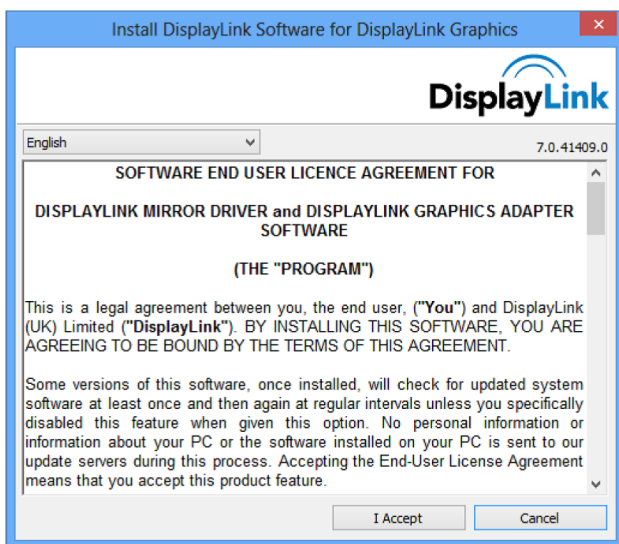 Install DisplayLink Software for DisplayLink Graphics
DisplayLink
English
7.0.41409.0
SOFTWARE END USER LICENCE AGREEMENT FOR
DISPLAYLINK MIRROR DRIVER and DISPLAYLINK GRAPHICS ADAPTER
SOFTWARE
(THE "PROGRAM")
This is a legal agreement between you, the end user, ("You") and DisplayLink
(UK) Limited ("DisplayLink"). BY INSTALLING THIS SOFTWARE, YOU ARE
AGREEING TO BE BOUND BY THE TERMS OF THIS AGREEMENT.
Some versions of this software, once installed, will check for updated system
software at least once and then again at regular intervals unless you specifically
disabled this feature when given this option. No personal information or
information about your PC or the software installed on your PC is sent to our
update servers during this process. Accepting the End-User License Agreement
means that you accept this product feature.
I Accept
Cancel